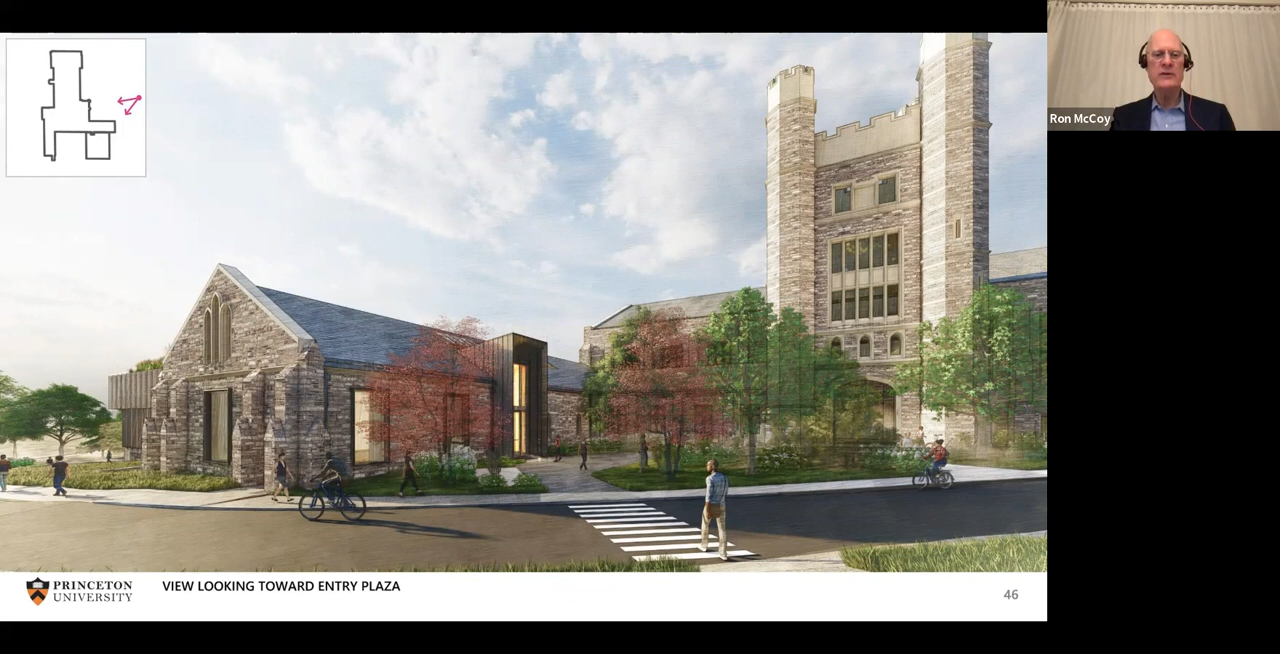 Ron McCoy
PRINCETON
UNIVERSITY
VIEW LOOKING TOWARD ENTRY PLAZA
46